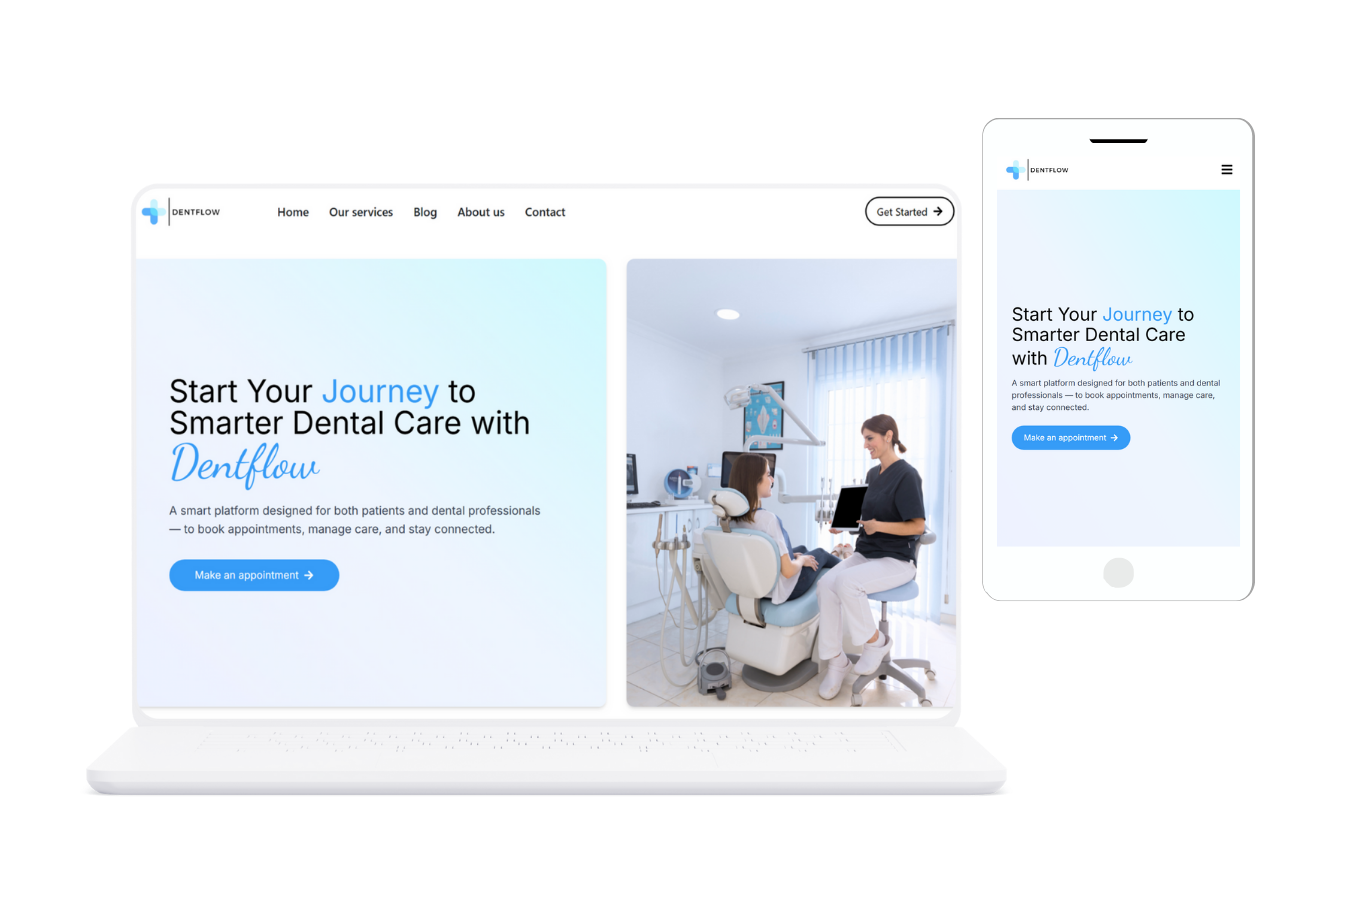 DENTFLOW
Home
Our services
Blog
About us
Contact
Get Started
Start Your Journey to
Smarter Dental Care with
Dentflow
A smart platform designed for both patients and dental professionals
— to book appointments, manage care, and stay connected.
Make an appointment
DENTFLOW
Start Your Journey to
Smarter Dental Care
with Dentflow
A smart platform designed for both patients and dental
professionals — to book appointments, manage care,
and stay connected.
Make an appointment